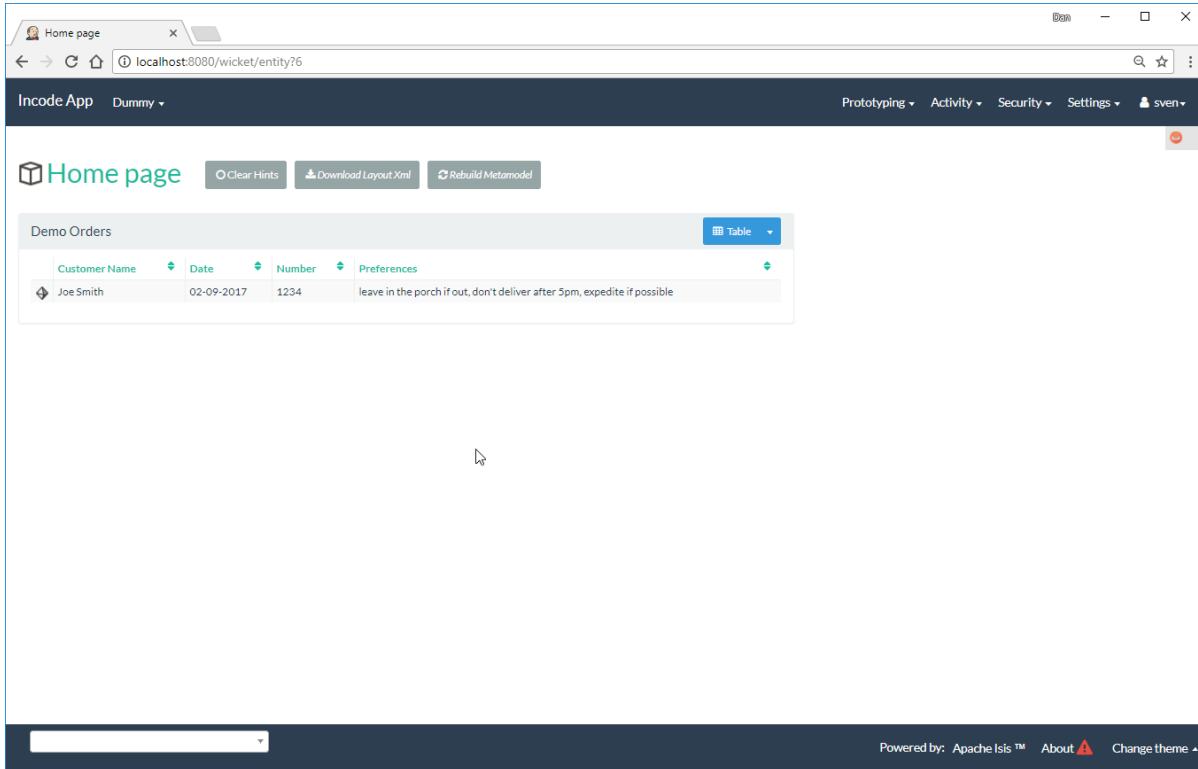 Home page
Dan
localhost:8080/wicket/entity?6
Incode App Dummy Prototyping Activity Security Settings sven
Home page Clear Hints Download Layout Xml Rebuild Metamodel
Demo Orders Table
Customer Name Date Number Preferences
Joe Smith 02-09-2017 1234 leave in the porch if out, don't deliver after 5pm, expedite if possible
Powered by: Apache Isis ™ About Change theme